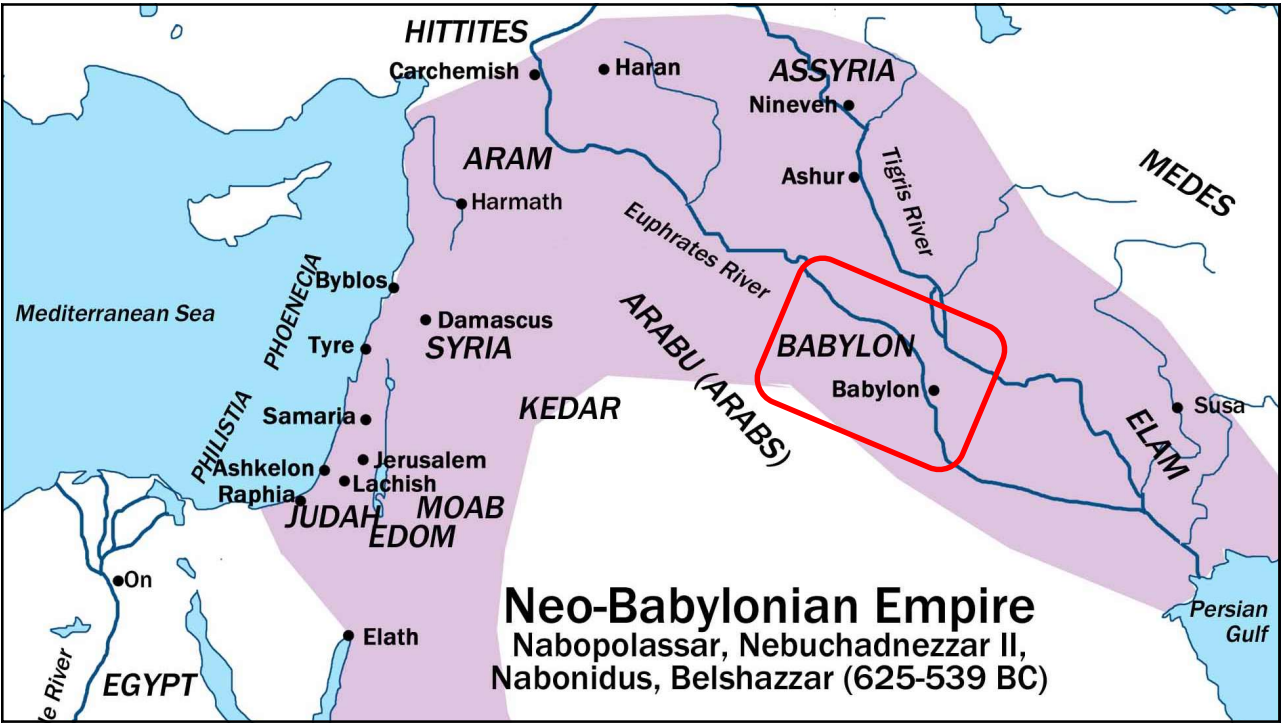 HITTITES
Carchemish
Haran
ASSYRIA
Nineveh
MEDES
ARAM
Ashur
Tigris River
Harmath
Euphrates River
PHOENECIA
Byblos
Mediterranean Sea
Damascus
ARABU (ARABS)
BABYLON
Tyre
SYRIA
Babylon
KEDAR
Susa
Samaria
PHILISTIA
ELAM
Jerusalem
Ashkelon
Lachish
Raphia
MOAB
JUDAH
EDOM
On
Neo-Babylonian Empire
Nabopolassar, Nebuchadnezzar II,
Nabonidus, Belshazzar (625-539 BC)
Persian
Gulf
Elath
EGYPT
le River